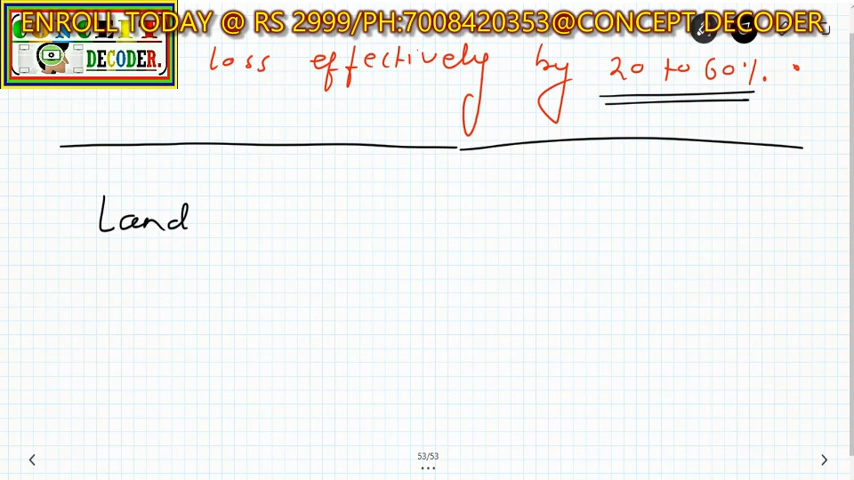 ENROLL TODAY @ RS 2999/PH:7008420353@CONCEPT DECODER.
DECODER.
loss effectively by 20 to 60%.
Land
53/53